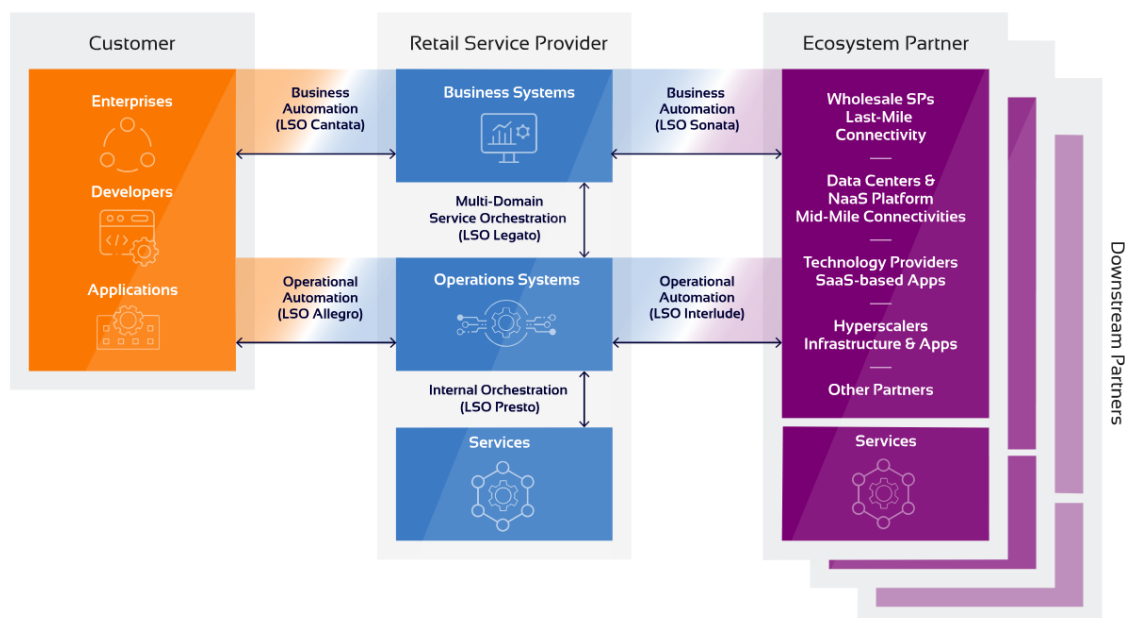 Customer
Retail Service Provider
Ecosystem Partner
Enterprises
Developers
Applications
Business
Automation
(LSO Cantata)
Business Systems
Business
Automation
(LSO Sonata)
Multi-Domain
Service Orchestration
(LSO Legato)
Operational
Automation
(LSO Allegro)
Operations Systems
Operational
Automation
(LSO Interlude)
Internal Orchestration
(LSO Presto)
Services
Wholesale SPs
Last-Mile
Connectivity
Data Centers &
NaaS Platform
Mid-Mile Connectivities
Technology Providers
SaaS-based Apps
Hyperscalers
Infrastructure & Apps
Other Partners
Services
Downstream Partners